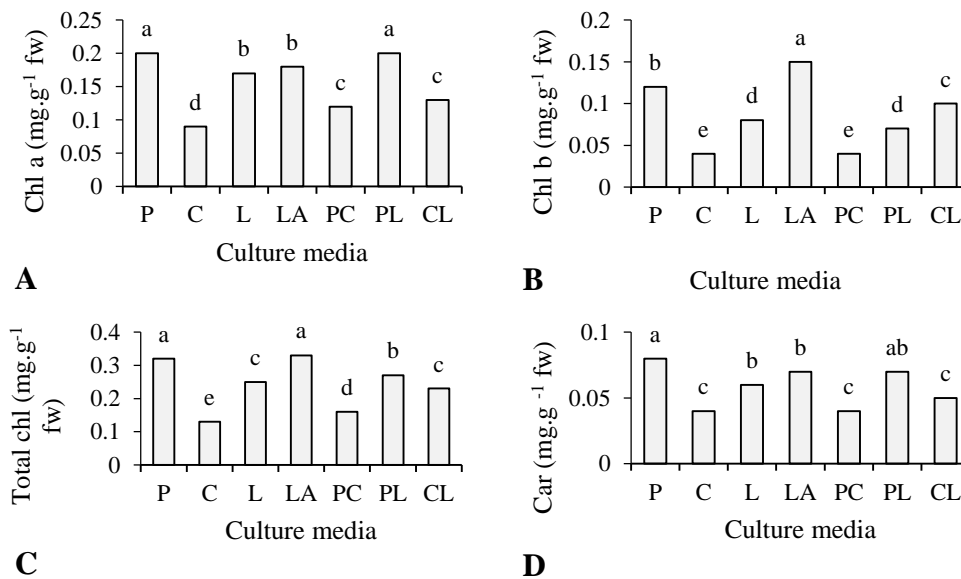 Chl a (mg.g⁻¹ fw)
0.25
0.2
0.15
0.1
0.05
0
a
d
b
b
c
a
c
P C L LA PC PL CL
Culture media
A
Chl b (mg.g⁻¹ fw)
0.2
0.15
0.1
0.05
0
b
e
d
a
e
d
c
P C L LA PC PL CL
Culture media
B
Total chl (mg.g⁻¹
fw)
0.4
0.3
0.2
0.1
0
a
e
c
a
d
b
c
P C L LA PC PL CL
Culture media
C
Car (mg.g⁻¹ fw)
0.1
0.05
0
a
c
b
b
c
ab
c
P C L LA PC PL CL
Culture media
D